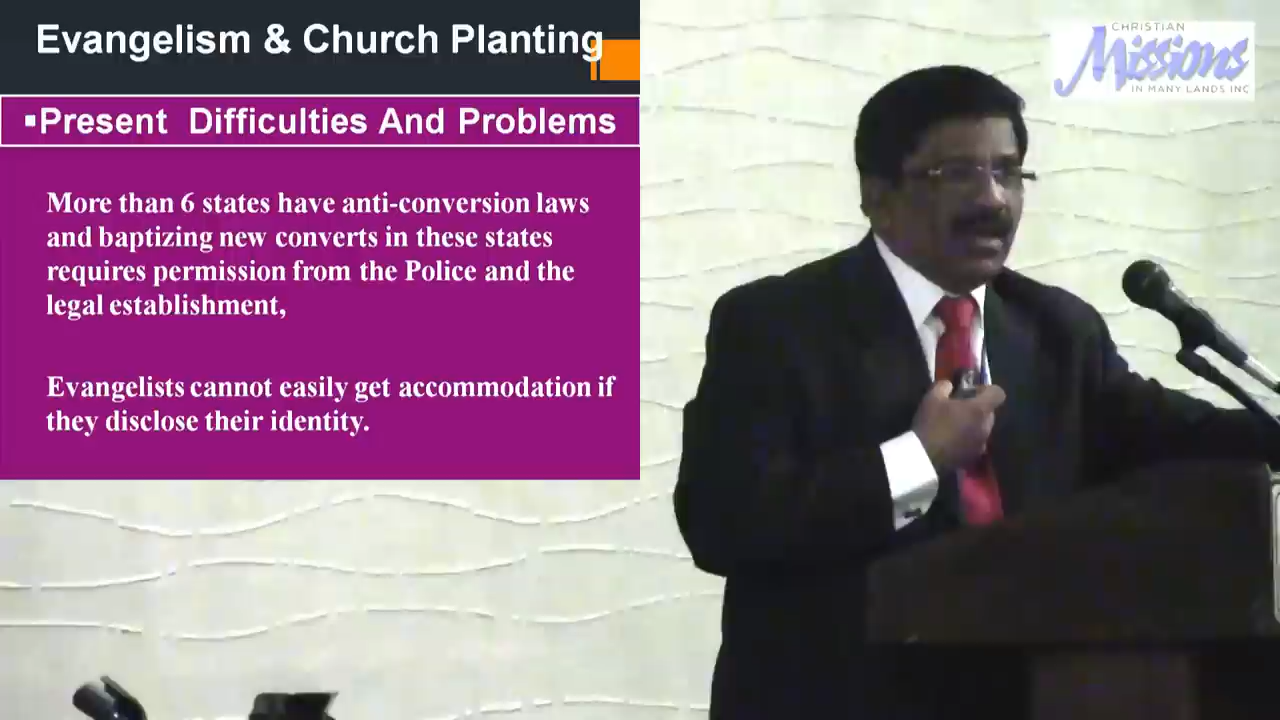 Evangelism & Church Planting
▪Present Difficulties And Problems
More than 6 states have anti-conversion laws
and baptizing new converts in these states
requires permission from the Police and the
legal establishment,
Evangelists cannot easily get accommodation if
they disclose their identity.
CHRISTIAN
Missions
IN MANY LANDS INC